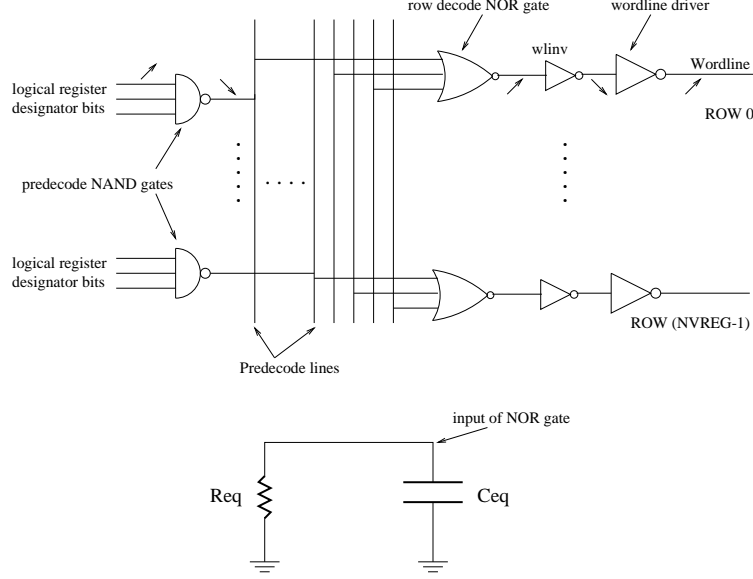 row decode NOR gate
wordline driver
wlinv
Wordline
logical register
designator bits
ROW 0
predecode NAND gates
logical register
designator bits
ROW (NVREG-1)
Predecode lines
input of NOR gate
Req
Ceq